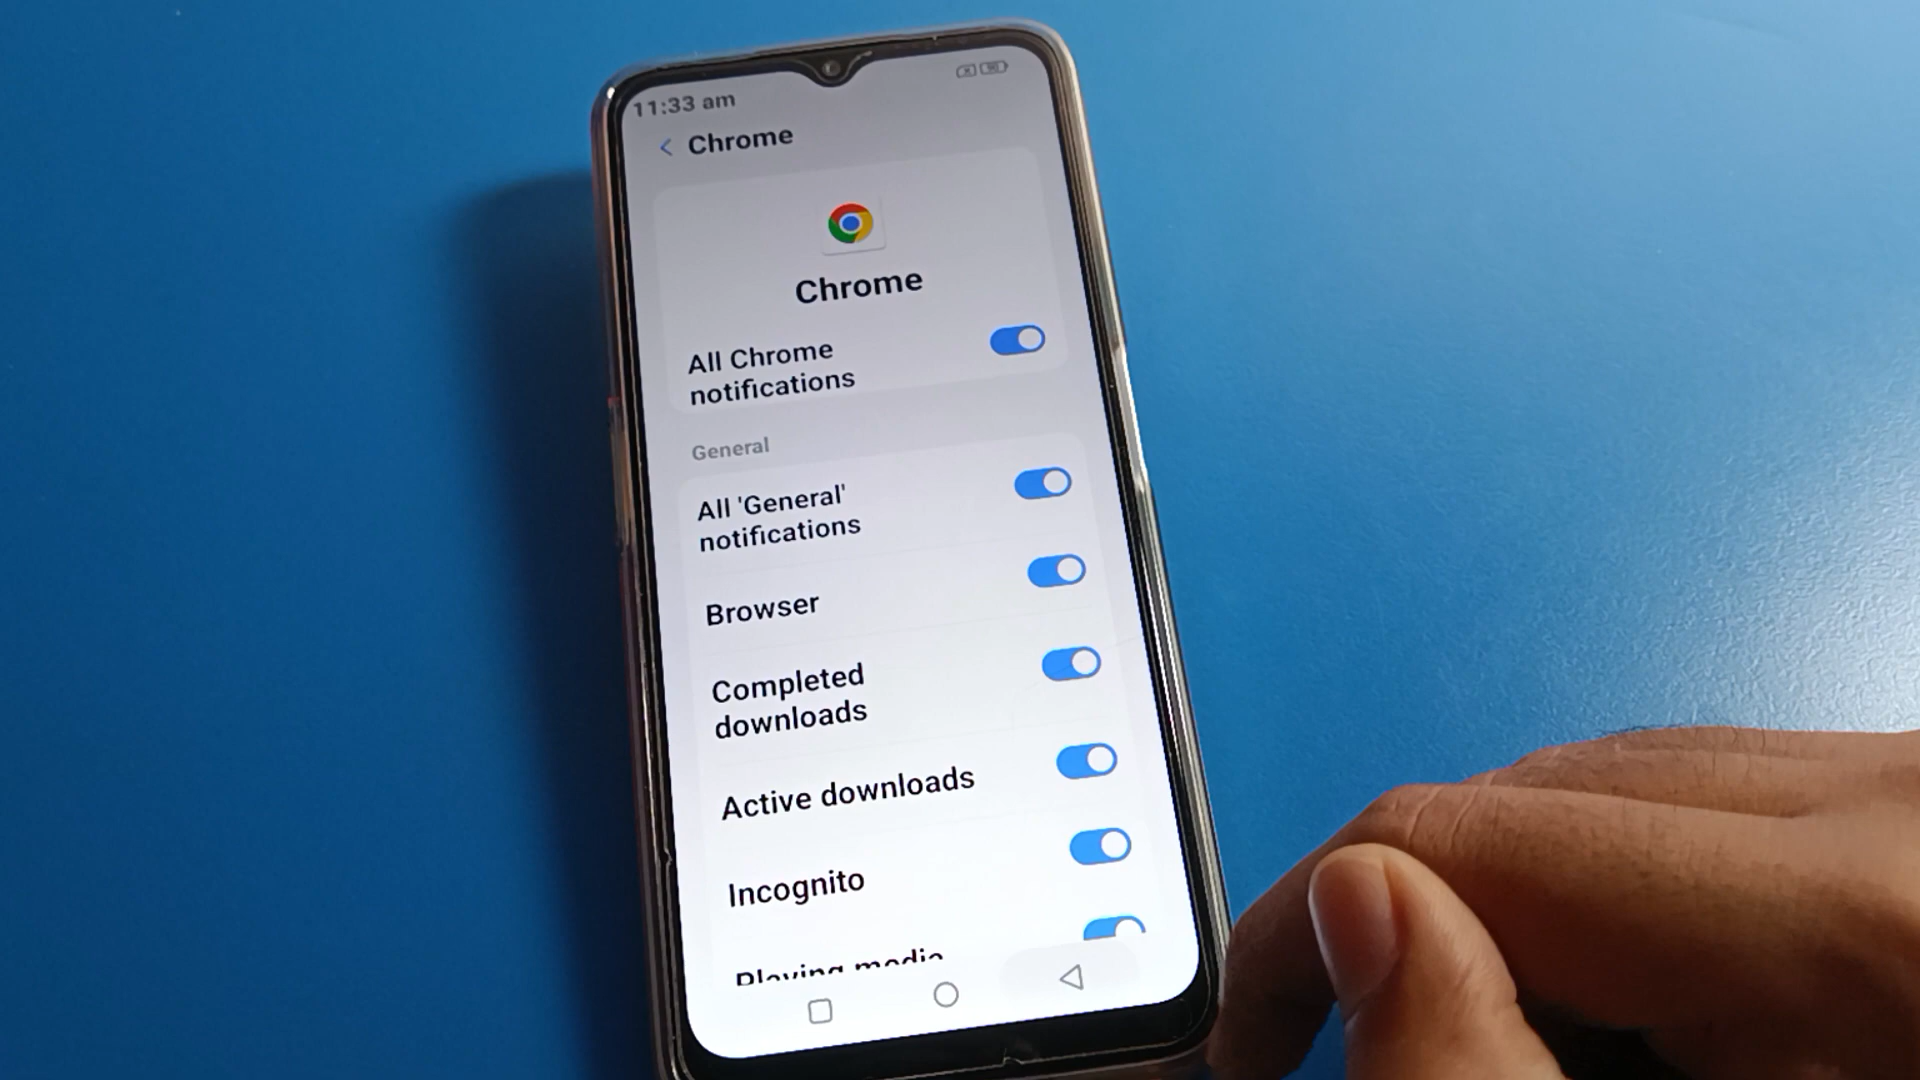 11:33 am
Chrome
Chrome
All Chrome
notifications
General
All 'General'
notifications
Browser
Completed
downloads
Active downloads
Incognito
Playing media